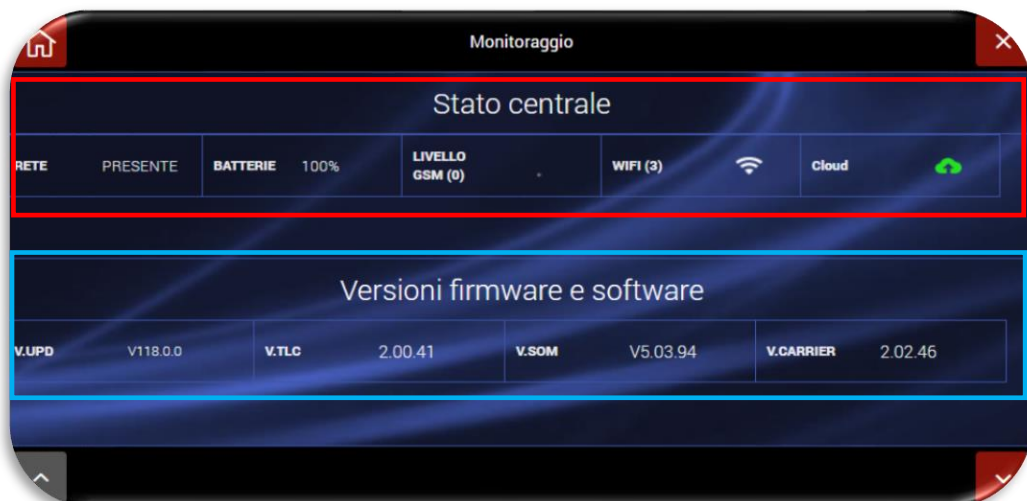 Monitoraggio
Stato centrale
RETE PRESENTE BATTERIE 100% LIVELLO GSM (0) WIFI (3) Cloud
Versioni firmware e software
V.UPD V118.0.0 V.TLC 2.00.41 V.SOM V5.03.94 V.CARRIER 2.02.46